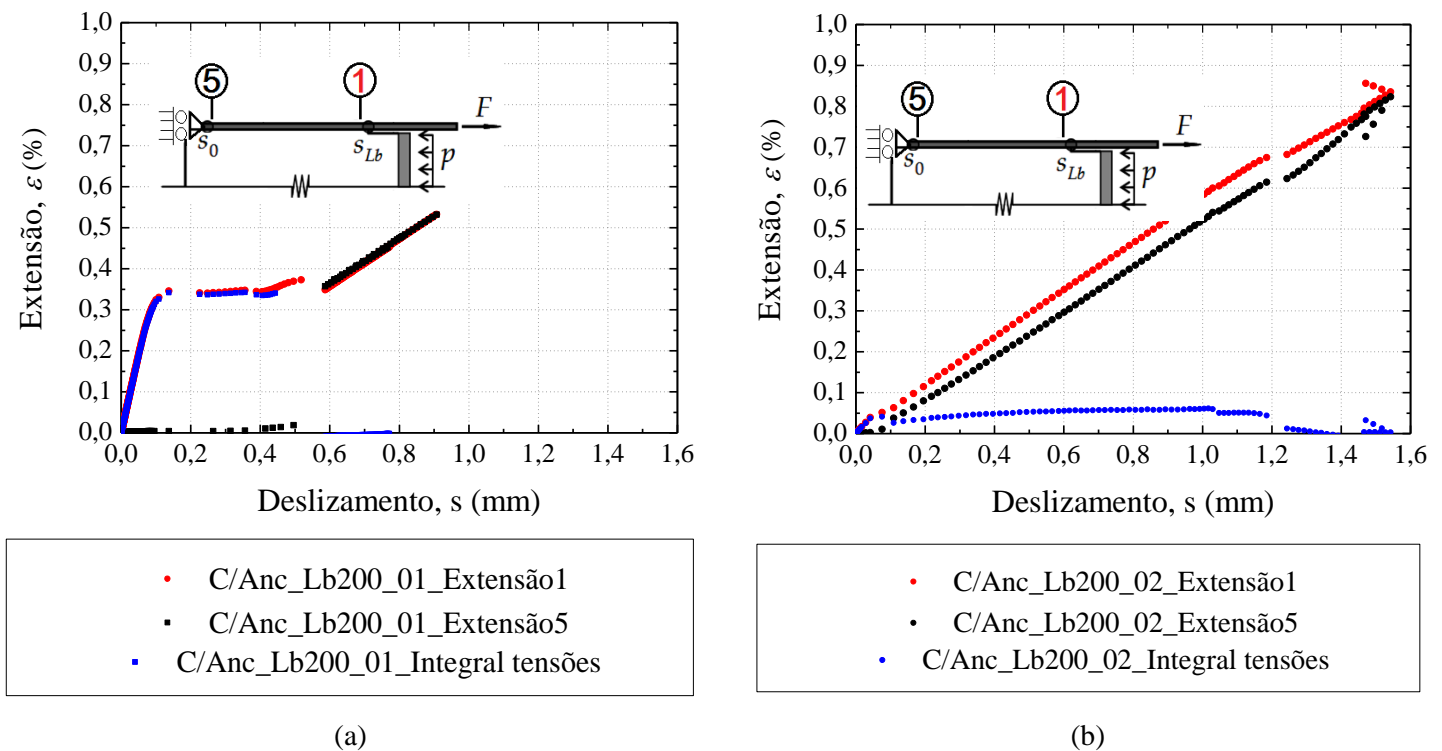 1,0
0,9
0,8
0,7
0,6
0,5
0,4
0,3
0,2
0,1
0,0
Extensão, ε (%)
0,0 0,2 0,4 0,6 0,8 1,0 1,2 1,4 1,6
Deslizamento, s (mm)
5 1
F
s0 sLb p
C/Anc_Lb200_01_Extensão1
C/Anc_Lb200_01_Extensão5
C/Anc_Lb200_01_Integral tensões
(a)
1,0
0,9
0,8
0,7
0,6
0,5
0,4
0,3
0,2
0,1
0,0
Extensão, ε (%)
0,0 0,2 0,4 0,6 0,8 1,0 1,2 1,4 1,6
Deslizamento, s (mm)
5 1
F
s0 sLb p
C/Anc_Lb200_02_Extensão1
C/Anc_Lb200_02_Extensão5
C/Anc_Lb200_02_Integral tensões
(b)